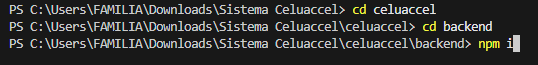 PS C:\Users\FAMILIA\Downloads\Sistema Celuaccel> cd celuaccel
PS C:\Users\FAMILIA\Downloads\Sistema Celuaccel\celuaccel> cd backend
PS C:\Users\FAMILIA\Downloads\Sistema Celuaccel\celuaccel\backend> npm i